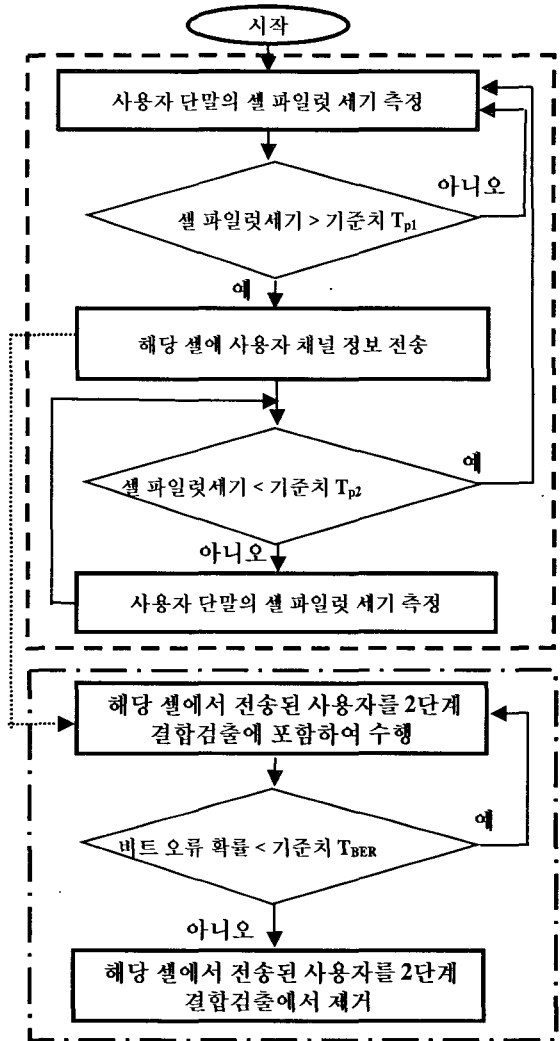 시작
사용자 단말의 셀 파일럿 세기 측정
아니오
셀 파일럿세기 > 기준치 Tp1
예
해당 셀에 사용자 채널 정보 전송
예
셀 파일럿세기 < 기준치 Tp2
아니오
사용자 단말의 셀 파일럿 세기 측정
해당 셀에서 전송된 사용자를 2단계
결합검출에 포함하여 수행
예
비트 오류 확률 < 기준치 TBER
아니오
해당 셀에서 전송된 사용자를 2단계
결합검출에서 제거